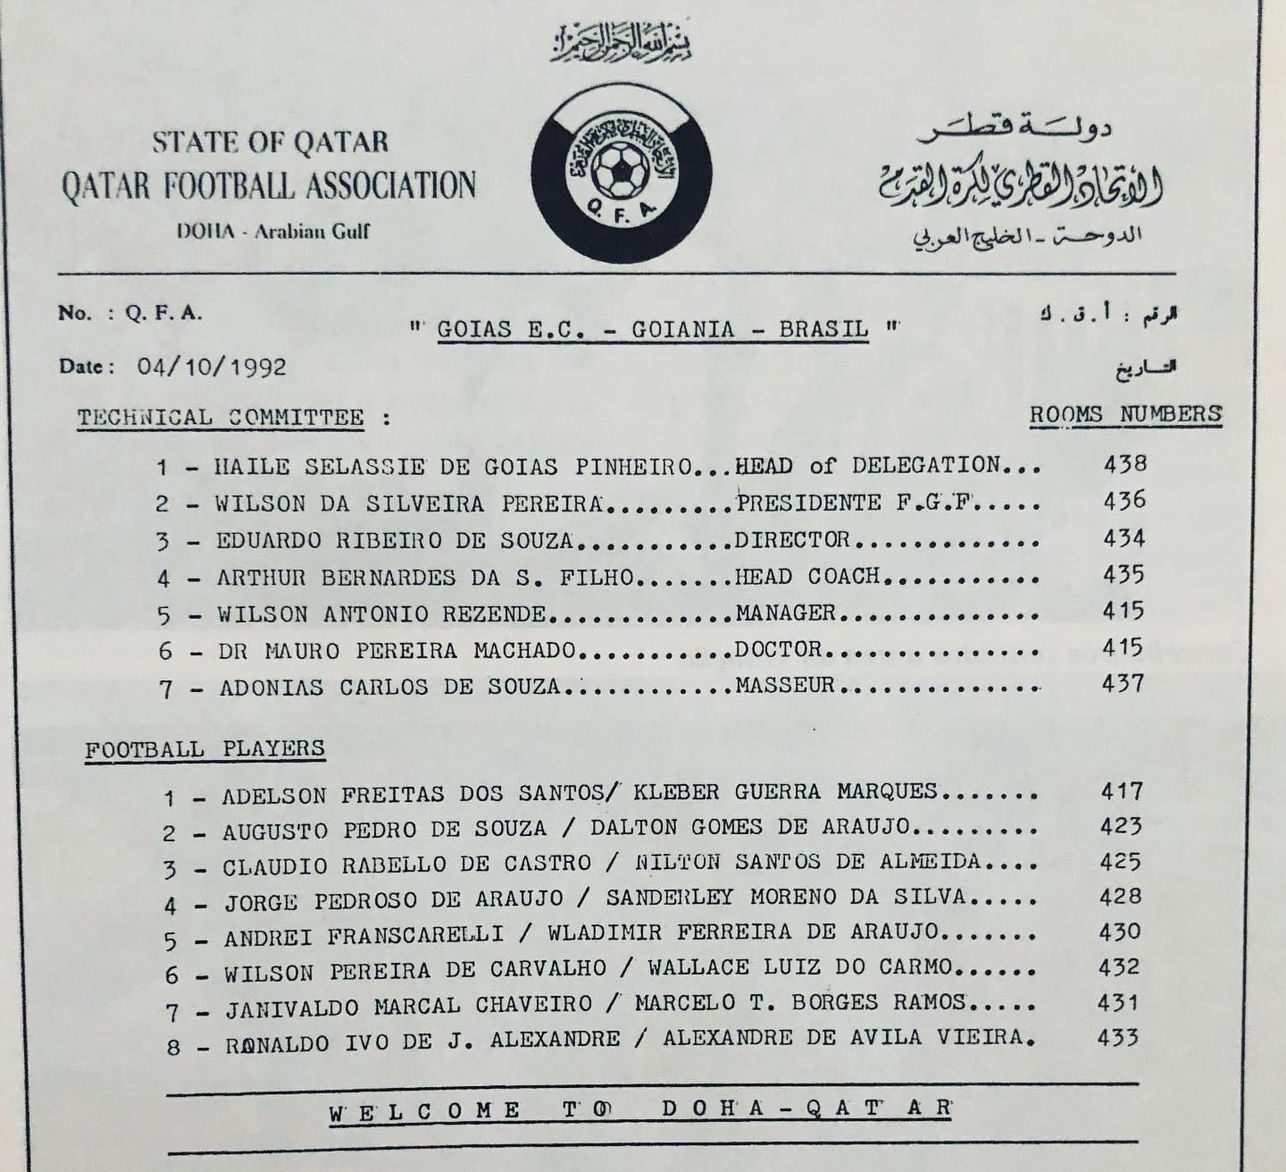 بسم الله الرحمن الرحيم
STATE OF QATAR
QATAR FOOTBALL ASSOCIATION
DOHA - Arabian Gulf
Q. F. A.
دولة قطر
الاتحاد القطري لكرة القدم
الدوحة - الخليج العربي
No. : Q. F. A.
" GOIAS E.C. - GOIANIA - BRASIL "
الرقم : أ . ق . ك
Date : 04/10/1992
التاريخ
TECHNICAL COMMITTEE :
ROOMS NUMBERS
1 - HAILE SELASSIE DE GOIAS PINHEIRO...HEAD of DELEGATION... 438
2 - WILSON DA SILVEIRA PEREIRA.........PRESIDENTE F.G.F..... 436
3 - EDUARDO RIBEIRO DE SOUZA...........DIRECTOR............. 434
4 - ARTHUR BERNARDES DA S. FILHO.......HEAD COACH........... 435
5 - WILSON ANTONIO REZENDE.............MANAGER.............. 415
6 - DR MAURO PEREIRA MACHADO...........DOCTOR............... 415
7 - ADONIAS CARLOS DE SOUZA............MASSEUR.............. 437
FOOTBALL PLAYERS
1 - ADELSON FREITAS DOS SANTOS/ KLEBER GUERRA MARQUES....... 417
2 - AUGUSTO PEDRO DE SOUZA / DALTON GOMES DE ARAUJO......... 423
3 - CLAUDIO RABELLO DE CASTRO / NILTON SANTOS DE ALMEIDA.... 425
4 - JORGE PEDROSO DE ARAUJO / SANDERLEY MORENO DA SILVA..... 428
5 - ANDREI FRANSCARELLI / WLADIMIR FERREIRA DE ARAUJO....... 430
6 - WILSON PEREIRA DE CARVALHO / WALLACE LUIZ DO CARMO...... 432
7 - JANIVALDO MARCAL CHAVEIRO / MARCELO T. BORGES RAMOS..... 431
8 - RONALDO IVO DE J. ALEXANDRE / ALEXANDRE DE AVILA VIEIRA. 433
WELCOME TO DOHA-QATAR